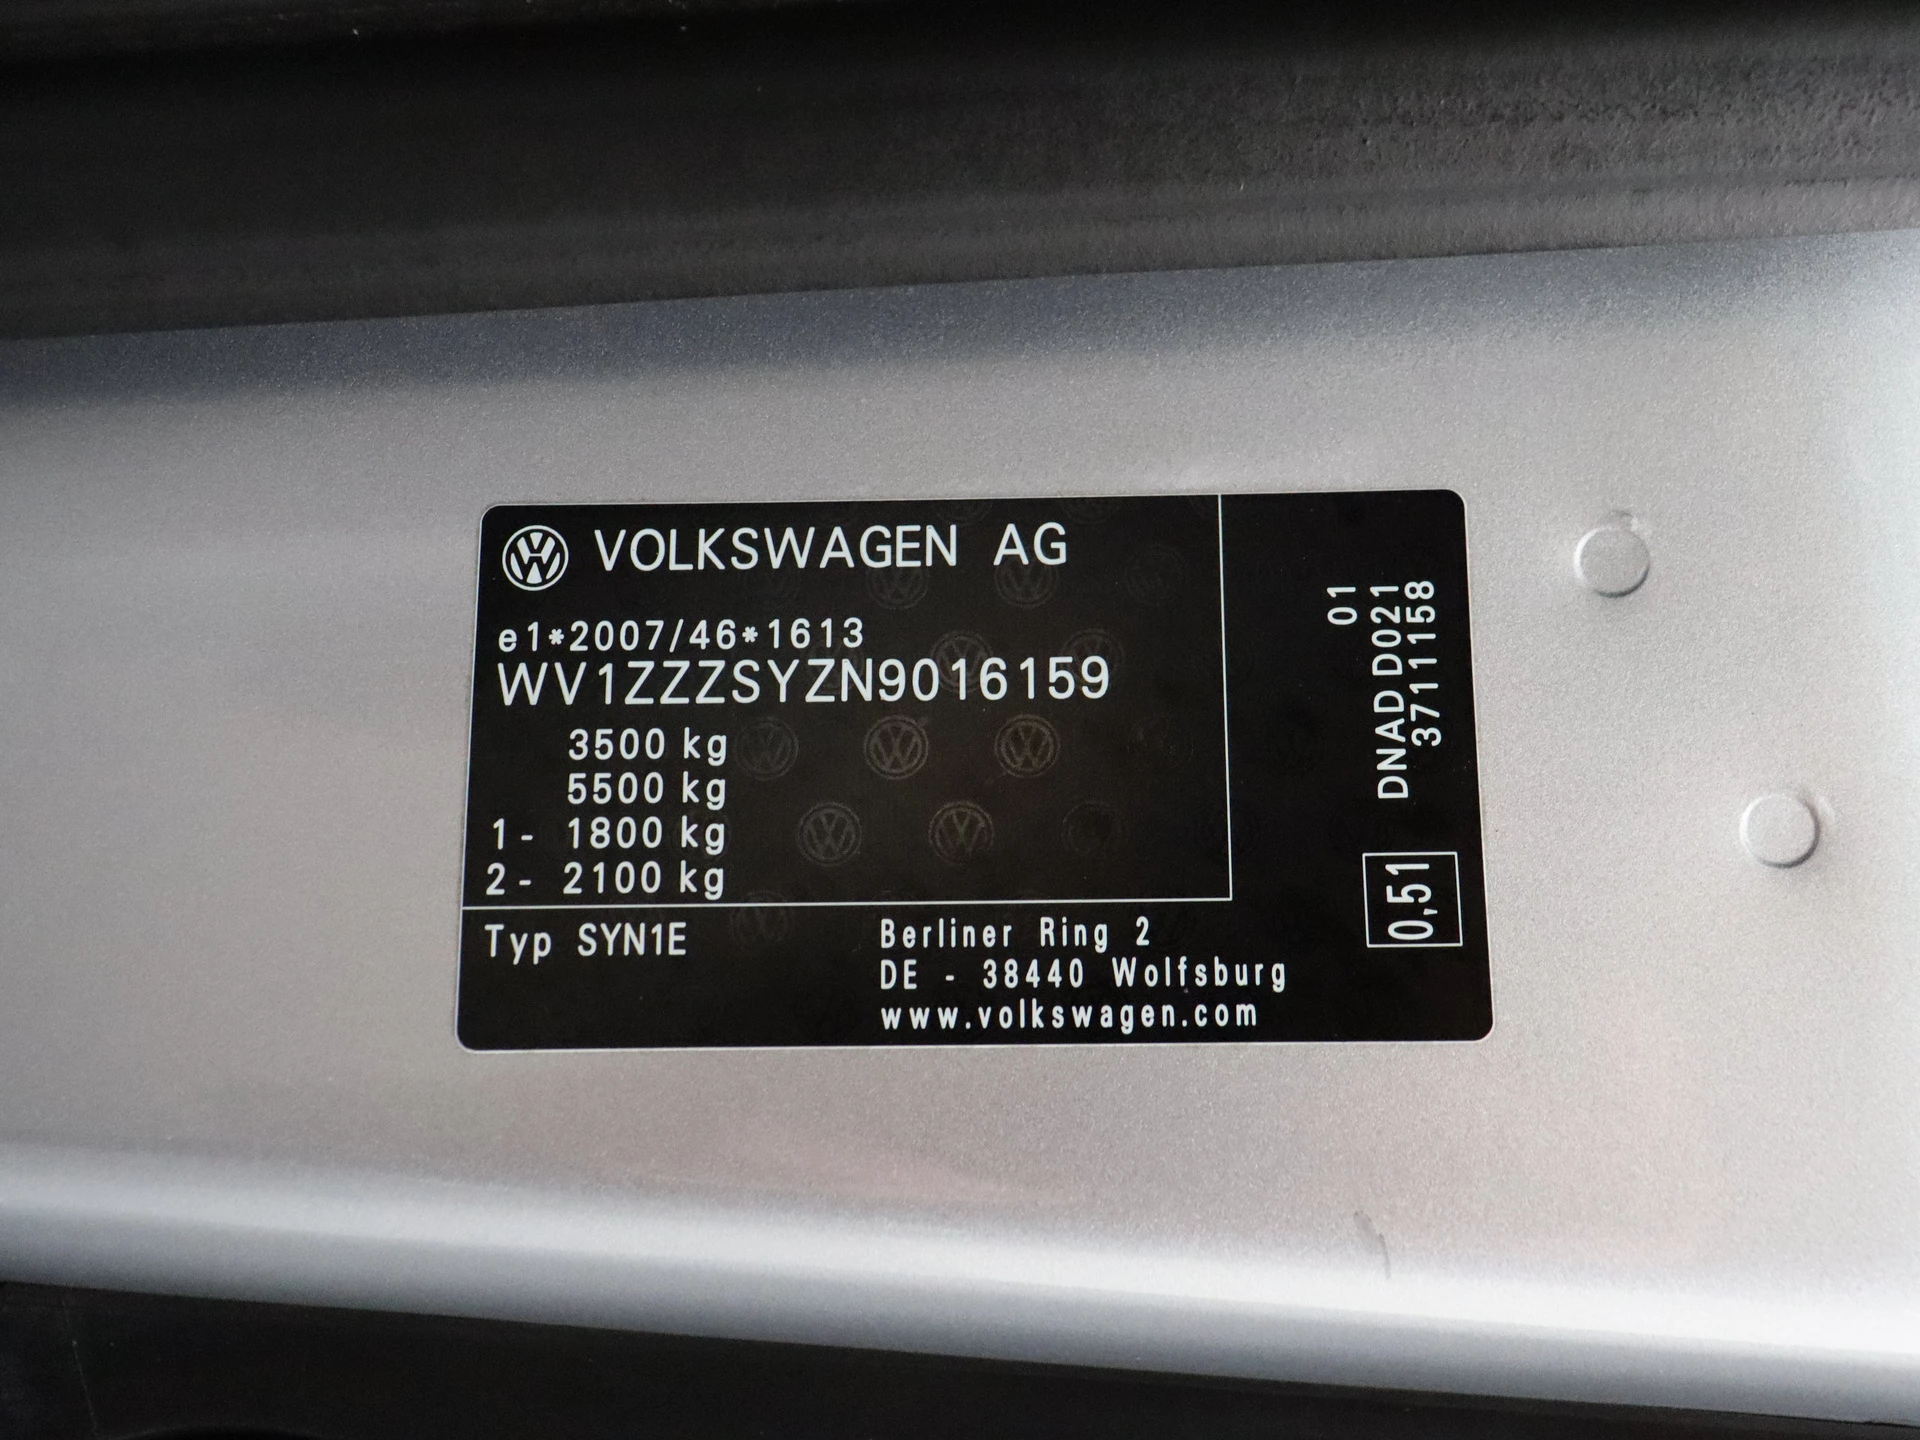 VOLKSWAGEN AG
e1*2007/46*1613
WV1ZZZSYZN9016159
3500 kg
5500 kg
1- 1800 kg
2- 2100 kg
Typ SYN1E
Berliner Ring 2
DE - 38440 Wolfsburg
www.volkswagen.com
01
DNAD D021
3711158
0,51